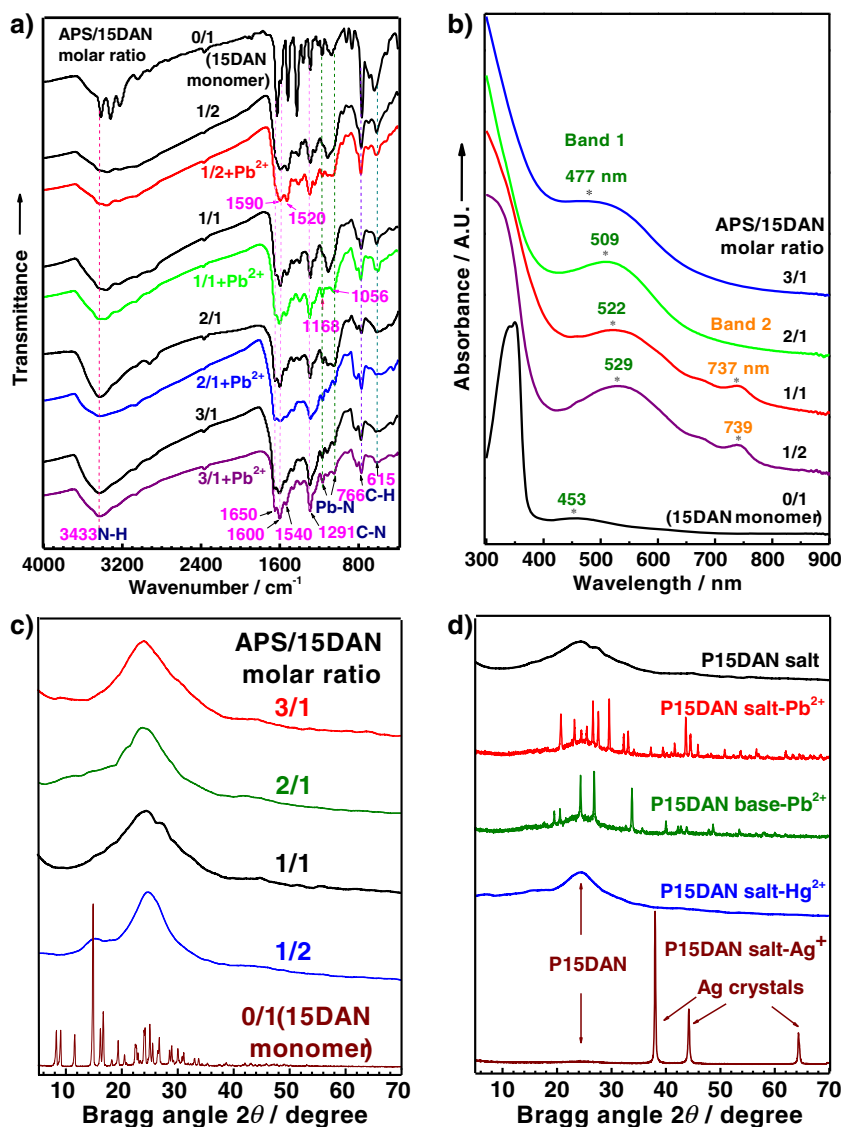 a)
APS/15DAN
molar ratio
0/1
(15DAN
monomer)
1/2
1/2+Pb²⁺
1590
1520
1/1
1/1+Pb²⁺
1056
1168
2/1
2/1+Pb²⁺
3/1
3/1+Pb²⁺
Pb-N
615
766C-H
1650
1600
1540
1291C-N
3433N-H
Transmittance
4000 3200 2400 1600 800
Wavenumber / cm⁻¹
b)
Band 1
477 nm
*
APS/15DAN
molar ratio
509
*
3/1
522
*
Band 2
2/1
529
*
737 nm
*
1/1
739
*
1/2
453
*
0/1
(15DAN monomer)
Absorbance / A.U.
300 400 500 600 700 800 900
Wavelength / nm
c)
APS/15DAN
molar ratio
3/1
2/1
1/1
1/2
0/1(15DAN
monomer)
10 20 30 40 50 60 70
Bragg angle 2θ / degree
d)
P15DAN salt
P15DAN salt-Pb²⁺
P15DAN base-Pb²⁺
P15DAN salt-Hg²⁺
P15DAN salt-Ag⁺
P15DAN
Ag crystals
10 20 30 40 50 60 70
Bragg angle 2θ / degree